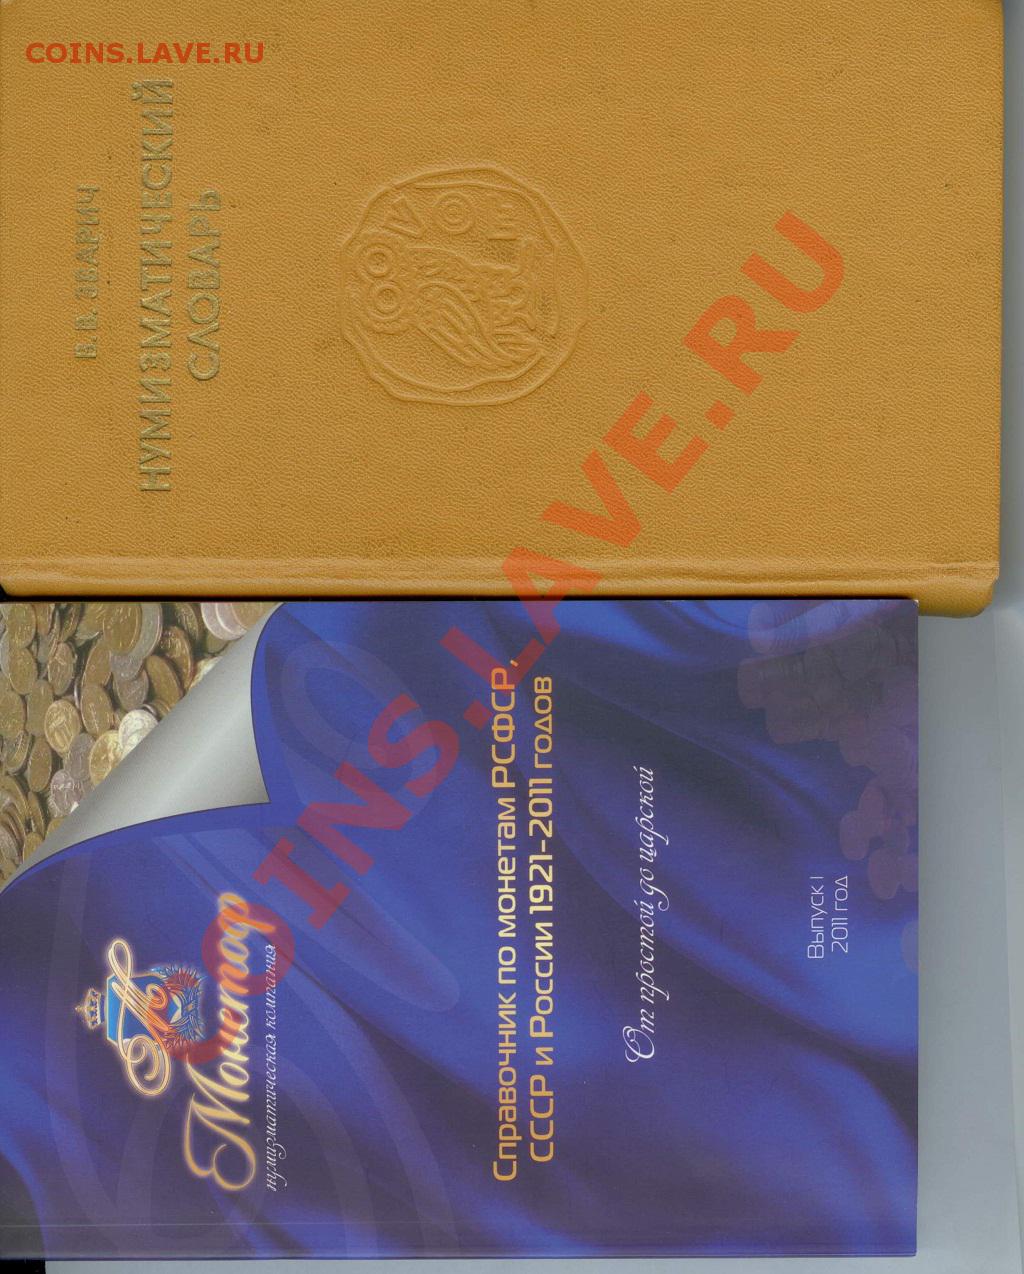 COINS.LAVE.RU
В. В. ЗВАРИЧ
НУМИЗМАТИЧЕСКИЙ
СЛОВАРЬ
Монетар
нумизматическая компания
Справочник по монетам РСФСР,
СССР и России 1921-2011 годов
От простой до царской
Выпуск I
2011 год
COINS.LAVE.RU